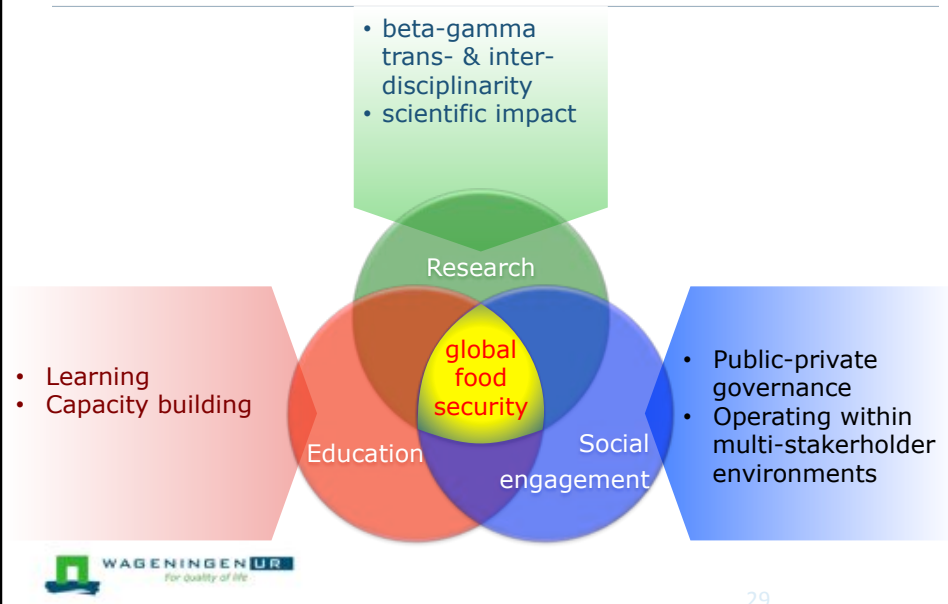 • beta-gamma
trans- & inter-
disciplinarity
• scientific impact
Research
global
food
security
• Learning
• Capacity building
Education
Social
engagement
• Public-private
governance
• Operating within
multi-stakerholder
environments
WAGENINGEN UR
For quality of life
29